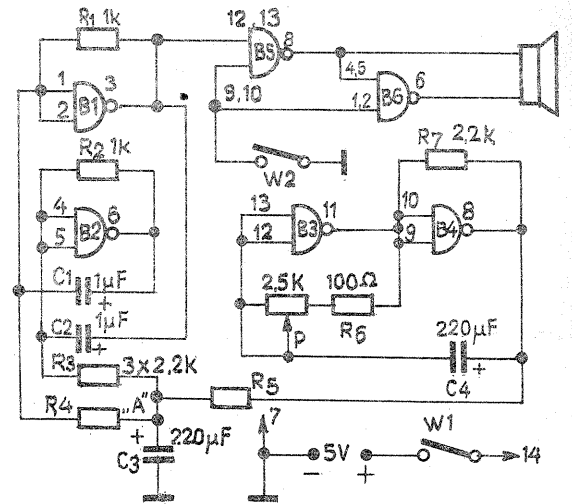 R1 1k
12, 13
8
B5
1
3
2
B1
4,5
6
9,10
1,2
B6
R2 1k
R7 2,2k
W2
4
6
5
B2
13
11
12
B3
10
8
9
B4
C1
1µF
+
2,5K
100Ω
P
R6
C2
1µF
+
220µF
+
C4
R3
3×2,2K
R5
R4
„A"
+
220µF
C3
7
5V
-
+
W1
14